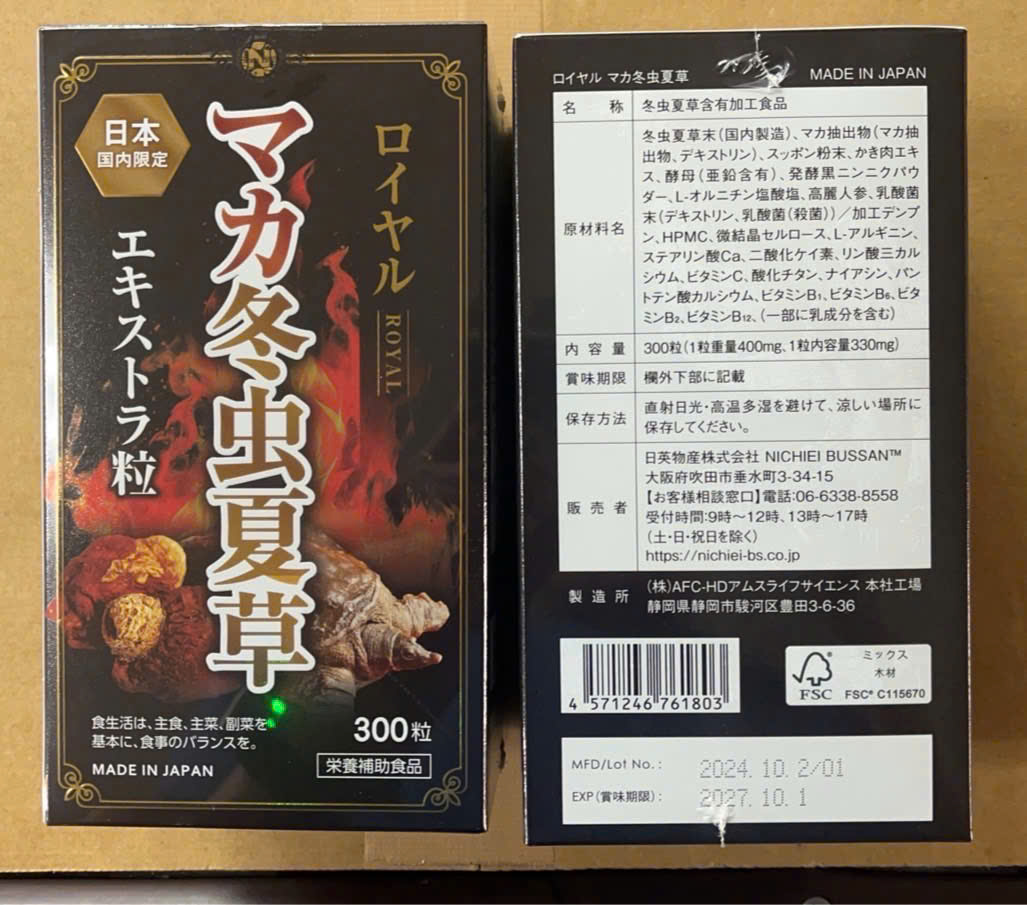 N
日本
国内限定
ロイヤル
ROYAL
マカ冬虫夏草
エキストラ粒
食生活は、主食、主菜、副菜を
基本に、食事のバランスを。
MADE IN JAPAN
300粒
栄養補助食品
ロイヤル マカ冬虫夏草
MADE IN JAPAN
名 称 冬虫夏草含有加工食品
原材料名
冬虫夏草末(国内製造)、マカ抽出物(マカ抽
出物、デキストリン)、スッポン粉末、かき肉エキ
ス、酵母(亜鉛含有)、発酵黒ニンニクパウ
ダー、L-オルニチン塩酸塩、高麗人参、乳酸菌
末(デキストリン、乳酸菌(殺菌))/加工デンプ
ン、HPMC、微結晶セルロース、L-アルギニン、
ステアリン酸Ca、二酸化ケイ素、リン酸三カル
シウム、ビタミンC、酸化チタン、ナイアシン、パン
トテン酸カルシウム、ビタミンB₁、ビタミンB₆、ビタ
ミンB₂、ビタミンB₁₂、(一部に乳成分を含む)
内容量 300粒(1粒重量400mg、1粒内容量330mg)
賞味期限 欄外下部に記載
保存方法
直射日光・高温多湿を避けて、涼しい場所に
保存してください。
販売者
日英物産株式会社 NICHIEI BUSSAN™
大阪府吹田市垂水町3-34-15
【お客様相談窓口】電話:06-6338-8558
受付時間:9時〜12時、13時〜17時
(土・日・祝日を除く)
https://nichiei-bs.co.jp
製造所
(株)AFC-HDアムスライフサイエンス 本社工場
静岡県静岡市駿河区豊田3-6-36
4 571246 761803
FSC
ミックス
木材
FSC® C115670
MFD/Lot No.: 2024.10.2/01
EXP(賞味期限): 2027.10.1